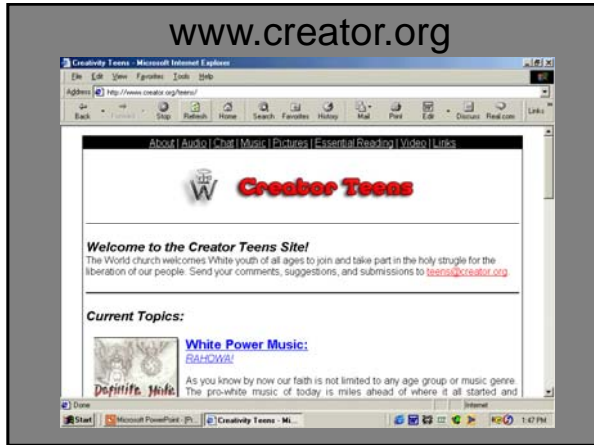 www.creator.org
Creativity Teens - Microsoft Internet Explorer
File Edit View Favorites Tools Help
Address http://www.creator.org/teens/
Back Forward Stop Refresh Home Search Favorites History Mail Print Edit Discuss Real.com Links
About | Audio | Chat | Music | Pictures | Essential Reading | Video | Links
W Creator Teens
Welcome to the Creator Teens Site!
The World church welcomes White youth of all ages to join and take part in the holy strugle for the
liberation of our people. Send your comments, suggestions, and submissions to teens@creator.org.
Current Topics:
White Power Music:
RAHOWA!
As you know by now our faith is not limited to any age group or music genre.
The pro-white music of today is miles ahead of where it all started and
Definite Hate
Done
Internet
Start Microsoft PowerPoint - [Pr... Creativity Teens - Mi... 1:47 PM